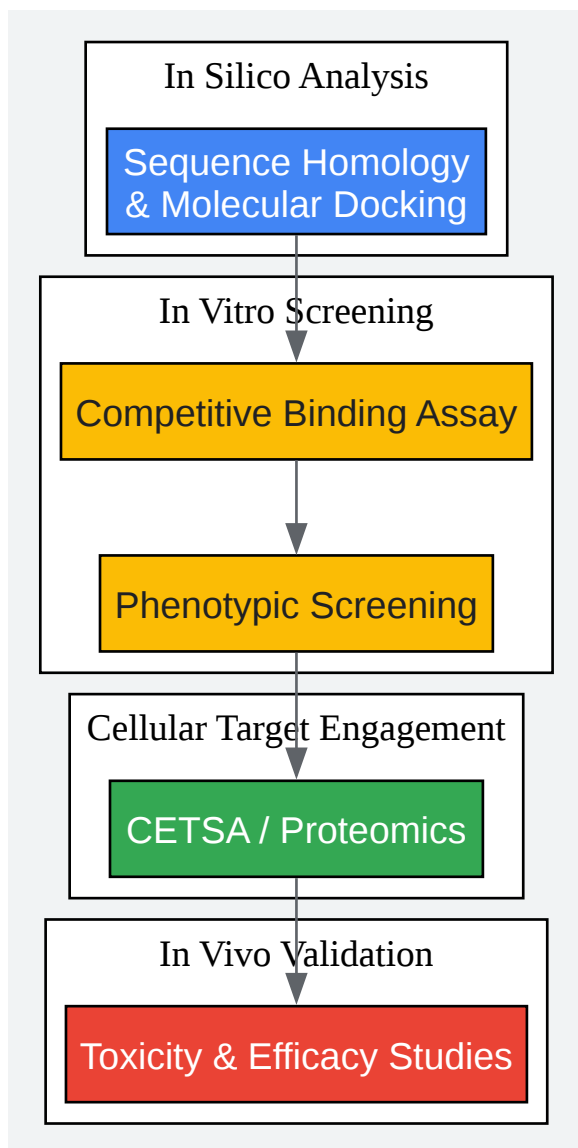 In Silico Analysis
Sequence Homology
& Molecular Docking
In Vitro Screening
Competitive Binding Assay
Phenotypic Screening
Cellular Target Engagement
CETSA / Proteomics
In Vivo Validation
Toxicity & Efficacy Studies